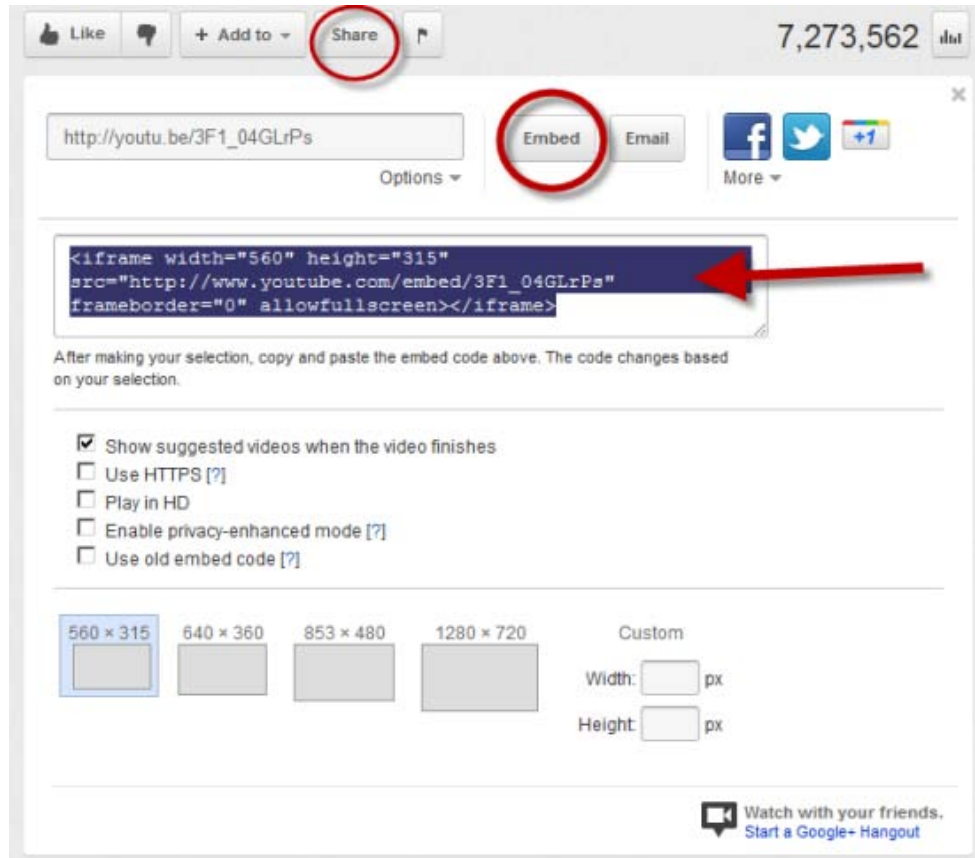 Like + Add to Share 7,273,562
http://youtu.be/3F1_04GLrPs Embed Email f +1
Options More
<iframe width="560" height="315"
src="http://www.youtube.com/embed/3F1_04GLrPs"
frameborder="0" allowfullscreen></iframe>
After making your selection, copy and paste the embed code above. The code changes based
on your selection.
Show suggested videos when the video finishes
Use HTTPS [?]
Play in HD
Enable privacy-enhanced mode [?]
Use old embed code [?]
560 × 315 640 × 360 853 × 480 1280 × 720 Custom
Width: px
Height: px
Watch with your friends.
Start a Google+ Hangout